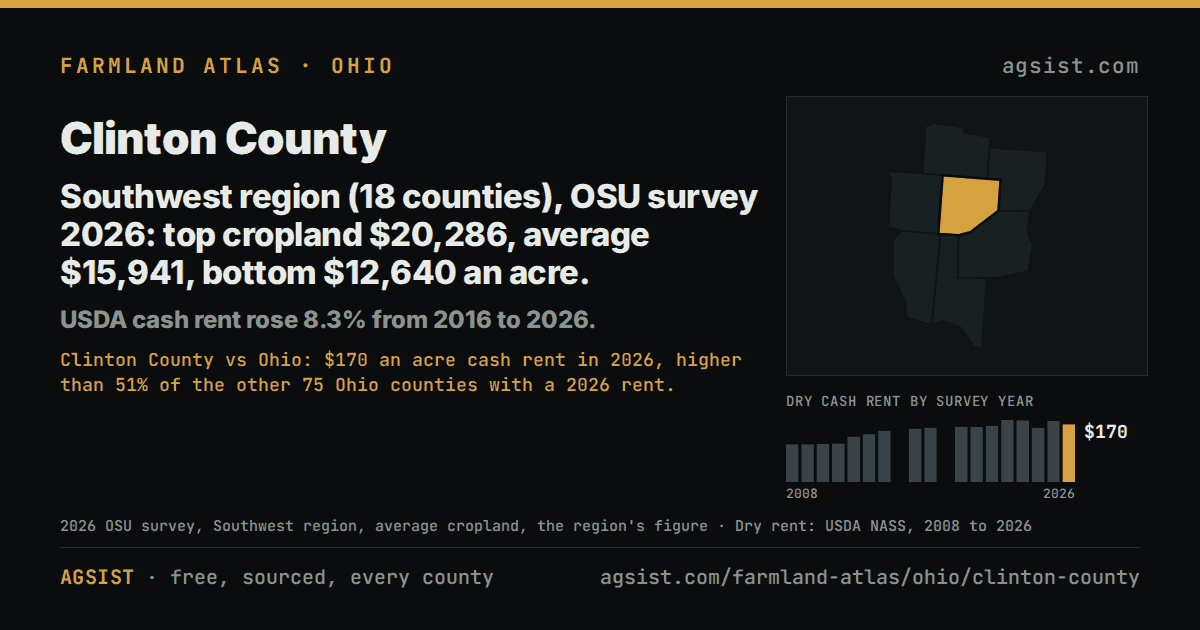 FARMLAND ATLAS · OHIO
agsist.com
Clinton County
Southwest region (18 counties), OSU survey
2026: top cropland $20,286, average
$15,941, bottom $12,640 an acre.
USDA cash rent rose 8.3% from 2016 to 2026.
Clinton County vs Ohio: $170 an acre cash rent in 2026, higher
than 51% of the other 75 Ohio counties with a 2026 rent.
DRY CASH RENT BY SURVEY YEAR
$170
2008
2026
2026 OSU survey, Southwest region, average cropland, the region's figure · Dry rent: USDA NASS, 2008 to 2026
AGSIST · free, sourced, every county
agsist.com/farmland-atlas/ohio/clinton-county